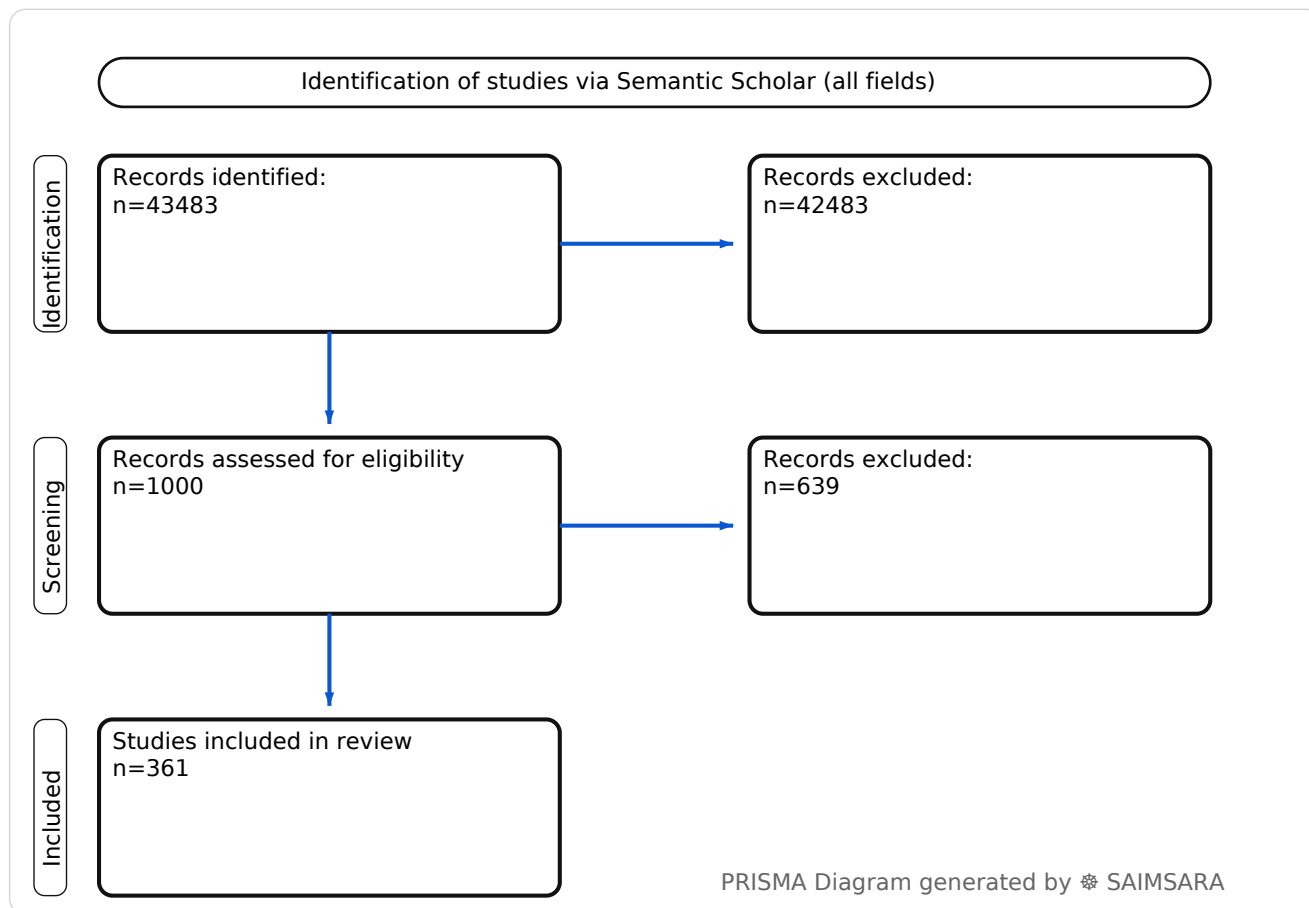 Identification of studies via Semantic Scholar (all fields)
Identification
Records identified:
n=43483
Records excluded:
n=42483
Screening
Records assessed for eligibility
n=1000
Records excluded:
n=639
Included
Studies included in review
n=361
PRISMA Diagram generated by ☸ SAIMSARA